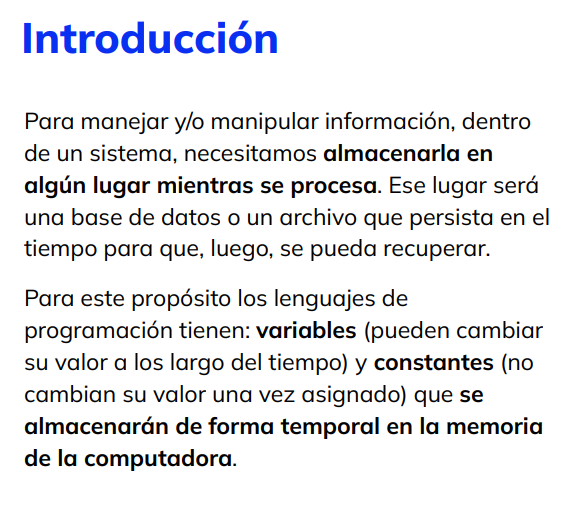 Introducción
Para manejar y/o manipular información, dentro
de un sistema, necesitamos almacenarla en
algún lugar mientras se procesa. Ese lugar será
una base de datos o un archivo que persista en el
tiempo para que, luego, se pueda recuperar.
Para este propósito los lenguajes de
programación tienen: variables (pueden cambiar
su valor a los largo del tiempo) y constantes (no
cambian su valor una vez asignado) que se
almacenarán de forma temporal en la memoria
de la computadora.